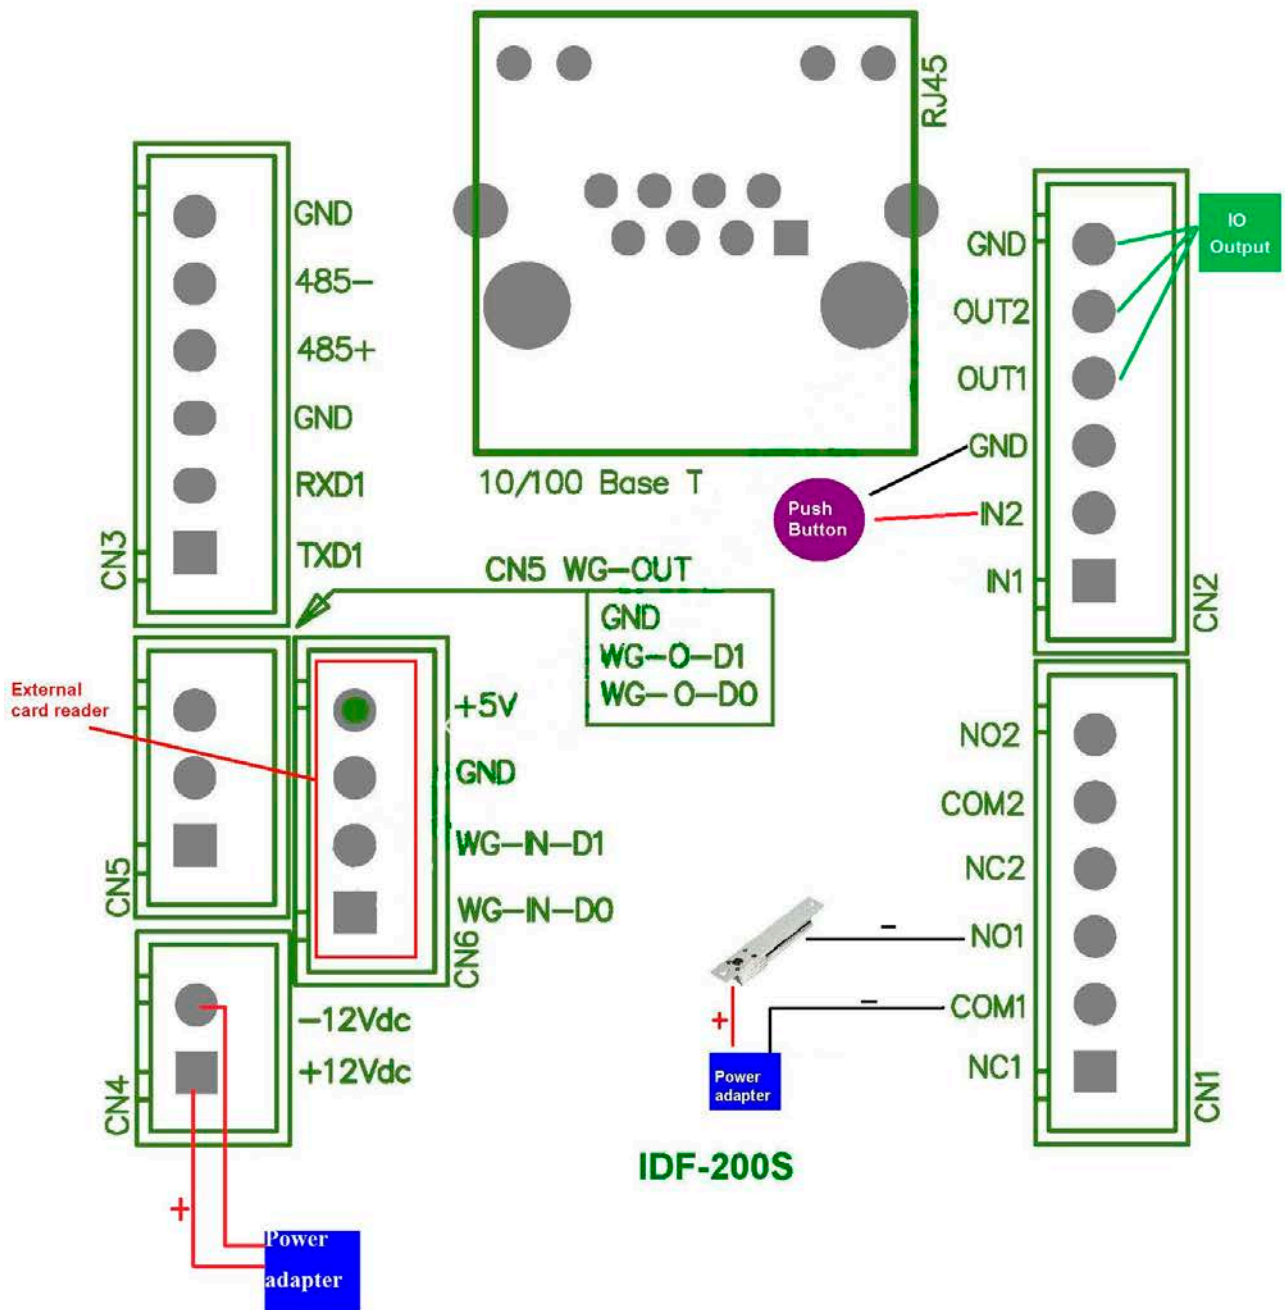 RJ45
GND
485-
485+
GND
RXD1
TXD1
CN3
10/100 Base T
IO
Output
GND
OUT2
OUT1
GND
IN2
IN1
CN2
Push
Button
CN5 WG-OUT
GND
WG-O-D1
WG-O-D0
External
card reader
CN5
+5V
GND
WG-IN-D1
WG-IN-D0
CN6
NO2
COM2
NC2
NO1
COM1
NC1
CN1
-
-
+
Power
adapter
-12Vdc
+12Vdc
CN4
IDF-200S
+
Power
adapter